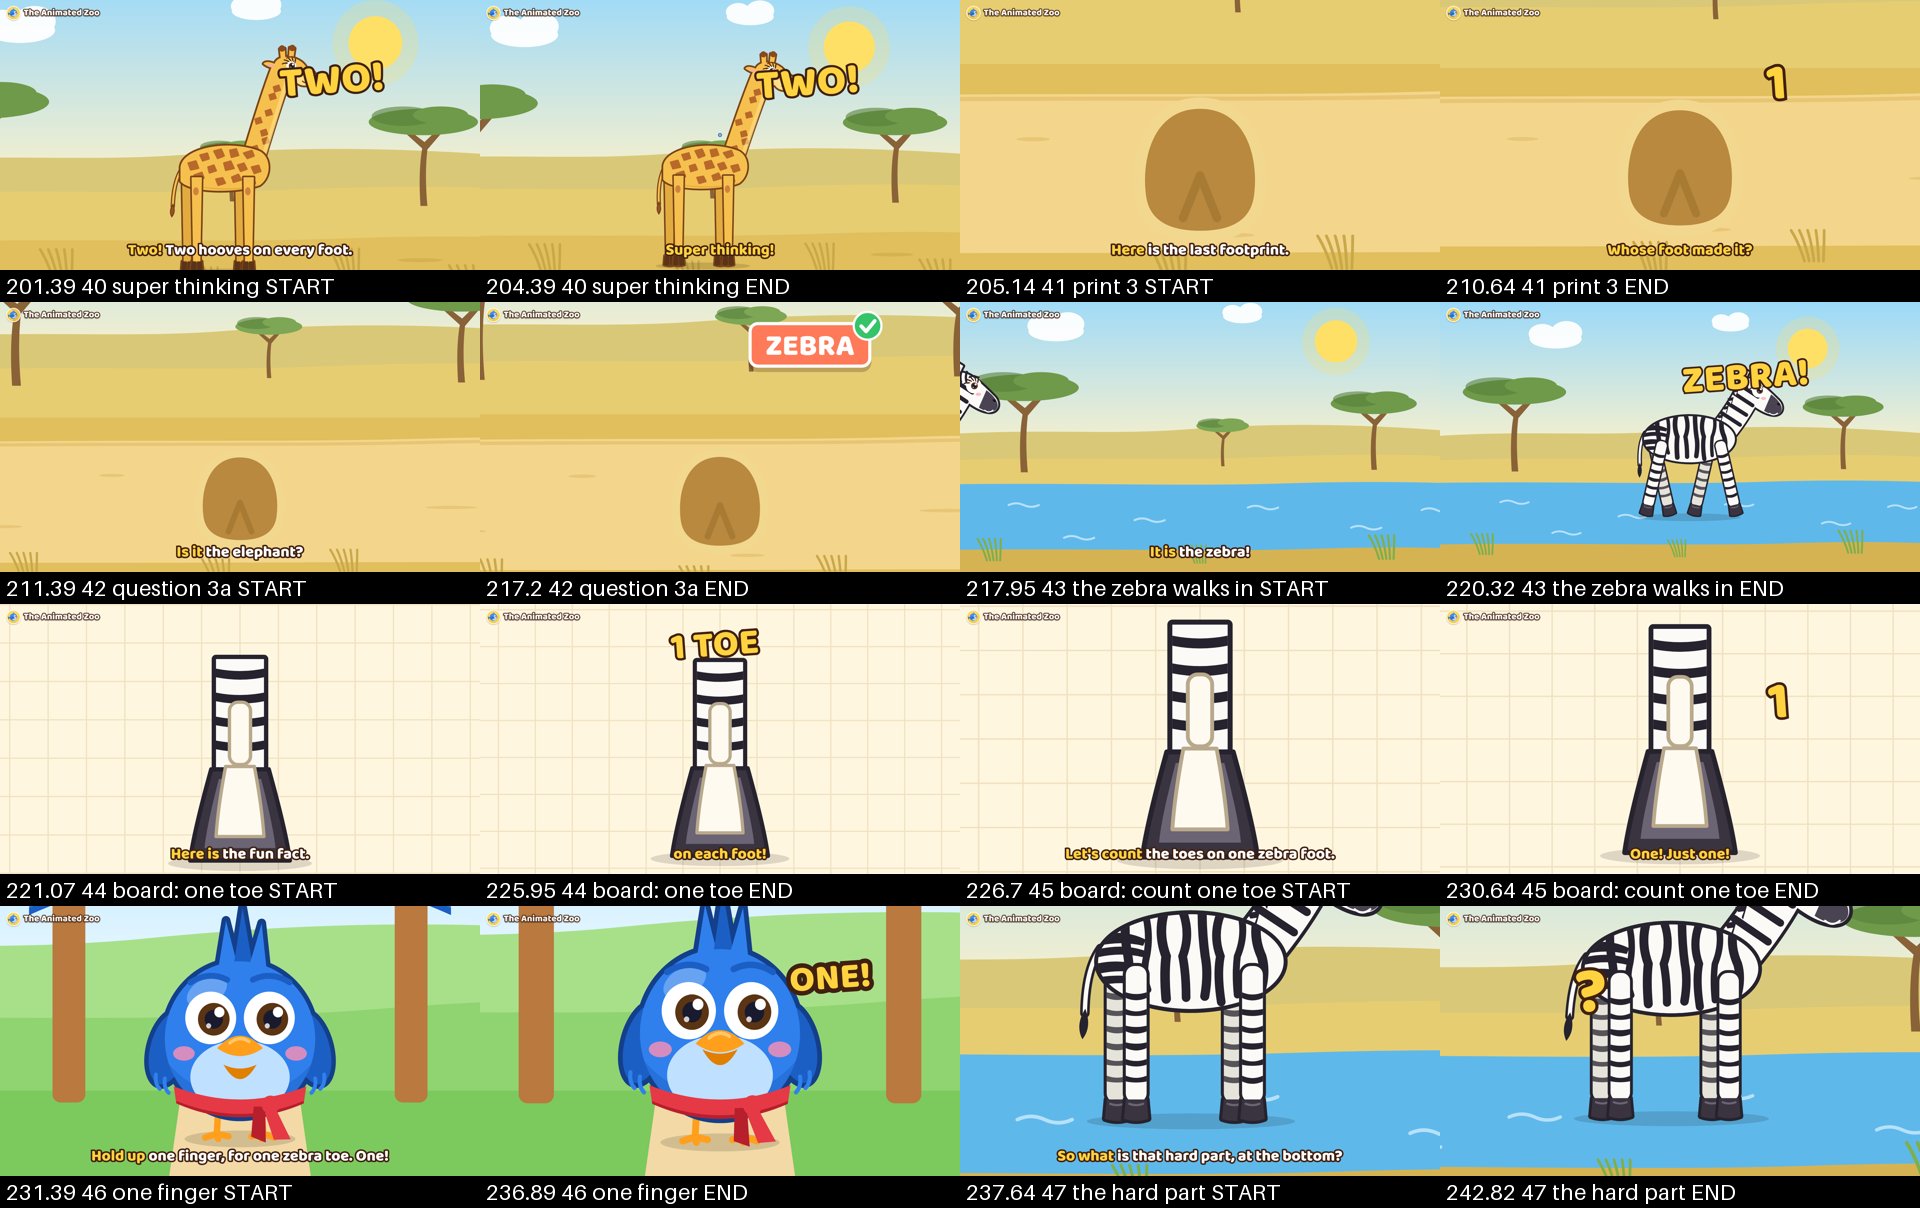 The Animated Zoo
TWO!
Two! Two hooves on every foot.
201.39 40 super thinking START
The Animated Zoo
TWO!
Super thinking!
204.39 40 super thinking END
The Animated Zoo
Here is the last footprint.
205.14 41 print 3 START
The Animated Zoo
1
Whose foot made it?
210.64 41 print 3 END
The Animated Zoo
Is it the elephant?
211.39 42 question 3a START
The Animated Zoo
ZEBRA
217.2 42 question 3a END
The Animated Zoo
It is the zebra!
217.95 43 the zebra walks in START
The Animated Zoo
ZEBRA!
220.32 43 the zebra walks in END
The Animated Zoo
Here is the fun fact.
221.07 44 board: one toe START
The Animated Zoo
1 TOE
on each foot!
225.95 44 board: one toe END
The Animated Zoo
Let's count the toes on one zebra foot.
226.7 45 board: count one toe START
The Animated Zoo
1
One! Just one!
230.64 45 board: count one toe END
The Animated Zoo
Hold up one finger, for one zebra toe. One!
231.39 46 one finger START
The Animated Zoo
ONE!
236.89 46 one finger END
The Animated Zoo
So what is that hard part, at the bottom?
237.64 47 the hard part START
The Animated Zoo
?
242.82 47 the hard part END